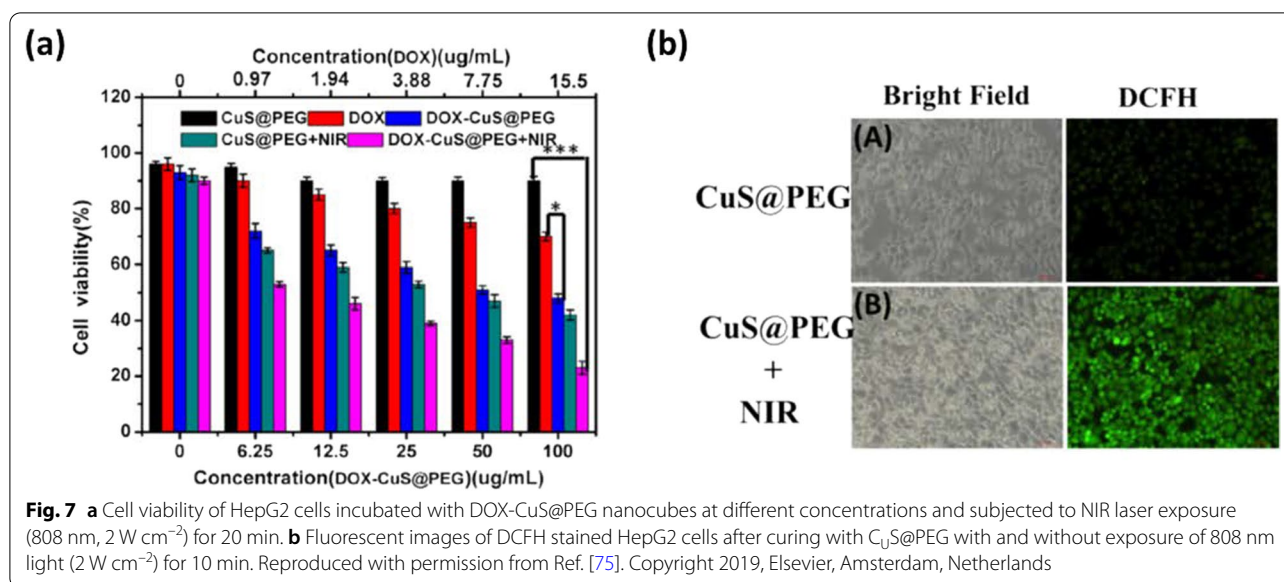 (a)
Concentration(DOX)(ug/mL)
0 0.97 1.94 3.88 7.75 15.5
120
100
80
60
40
20
0
Cell viability(%)
CuS@PEG DOX DOX-CuS@PEG
CuS@PEG+NIR DOX-CuS@PEG+NIR
***
*
0 6.25 12.5 25 50 100
Concentration(DOX-CuS@PEG)(ug/mL)
(b)
Bright Field DCFH
(A)
CuS@PEG
(B)
CuS@PEG
+
NIR
Fig. 7 a Cell viability of HepG2 cells incubated with DOX-CuS@PEG nanocubes at different concentrations and subjected to NIR laser exposure
(808 nm, 2 W cm⁻²) for 20 min. b Fluorescent images of DCFH stained HepG2 cells after curing with C_US@PEG with and without exposure of 808 nm
light (2 W cm⁻²) for 10 min. Reproduced with permission from Ref. [75]. Copyright 2019, Elsevier, Amsterdam, Netherlands